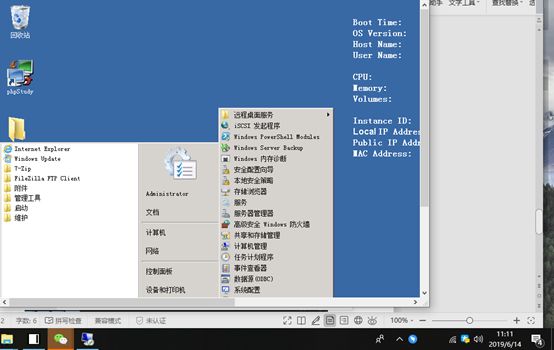 回收站
phpStudy
手 文字工具
查找替换
选
Boot Time:
OS Version:
Host Name:
User Name:
CPU:
Memory:
Volumes:
Instance ID:
Local IP Addre
Public IP Addre
MAC Address:
Internet Explorer
Windows Update
7-Zip
FileZilla FTP Client
附件
管理工具
启动
维护
Administrator
文档
计算机
网络
控制面板
设备和打印机
远程桌面服务
iSCSI 发起程序
Windows PowerShell Modules
Windows Server Backup
Windows 内存诊断
安全配置向导
本地安全策略
存储浏览器
服务
服务器管理器
高级安全 Windows 防火墙
共享和存储管理
计算机管理
任务计划程序
事件查看器
数据源(ODBC)
系统配置
2 字数: 6 拼写检查 兼容模式 未认证
100%
11:11
2019/6/14